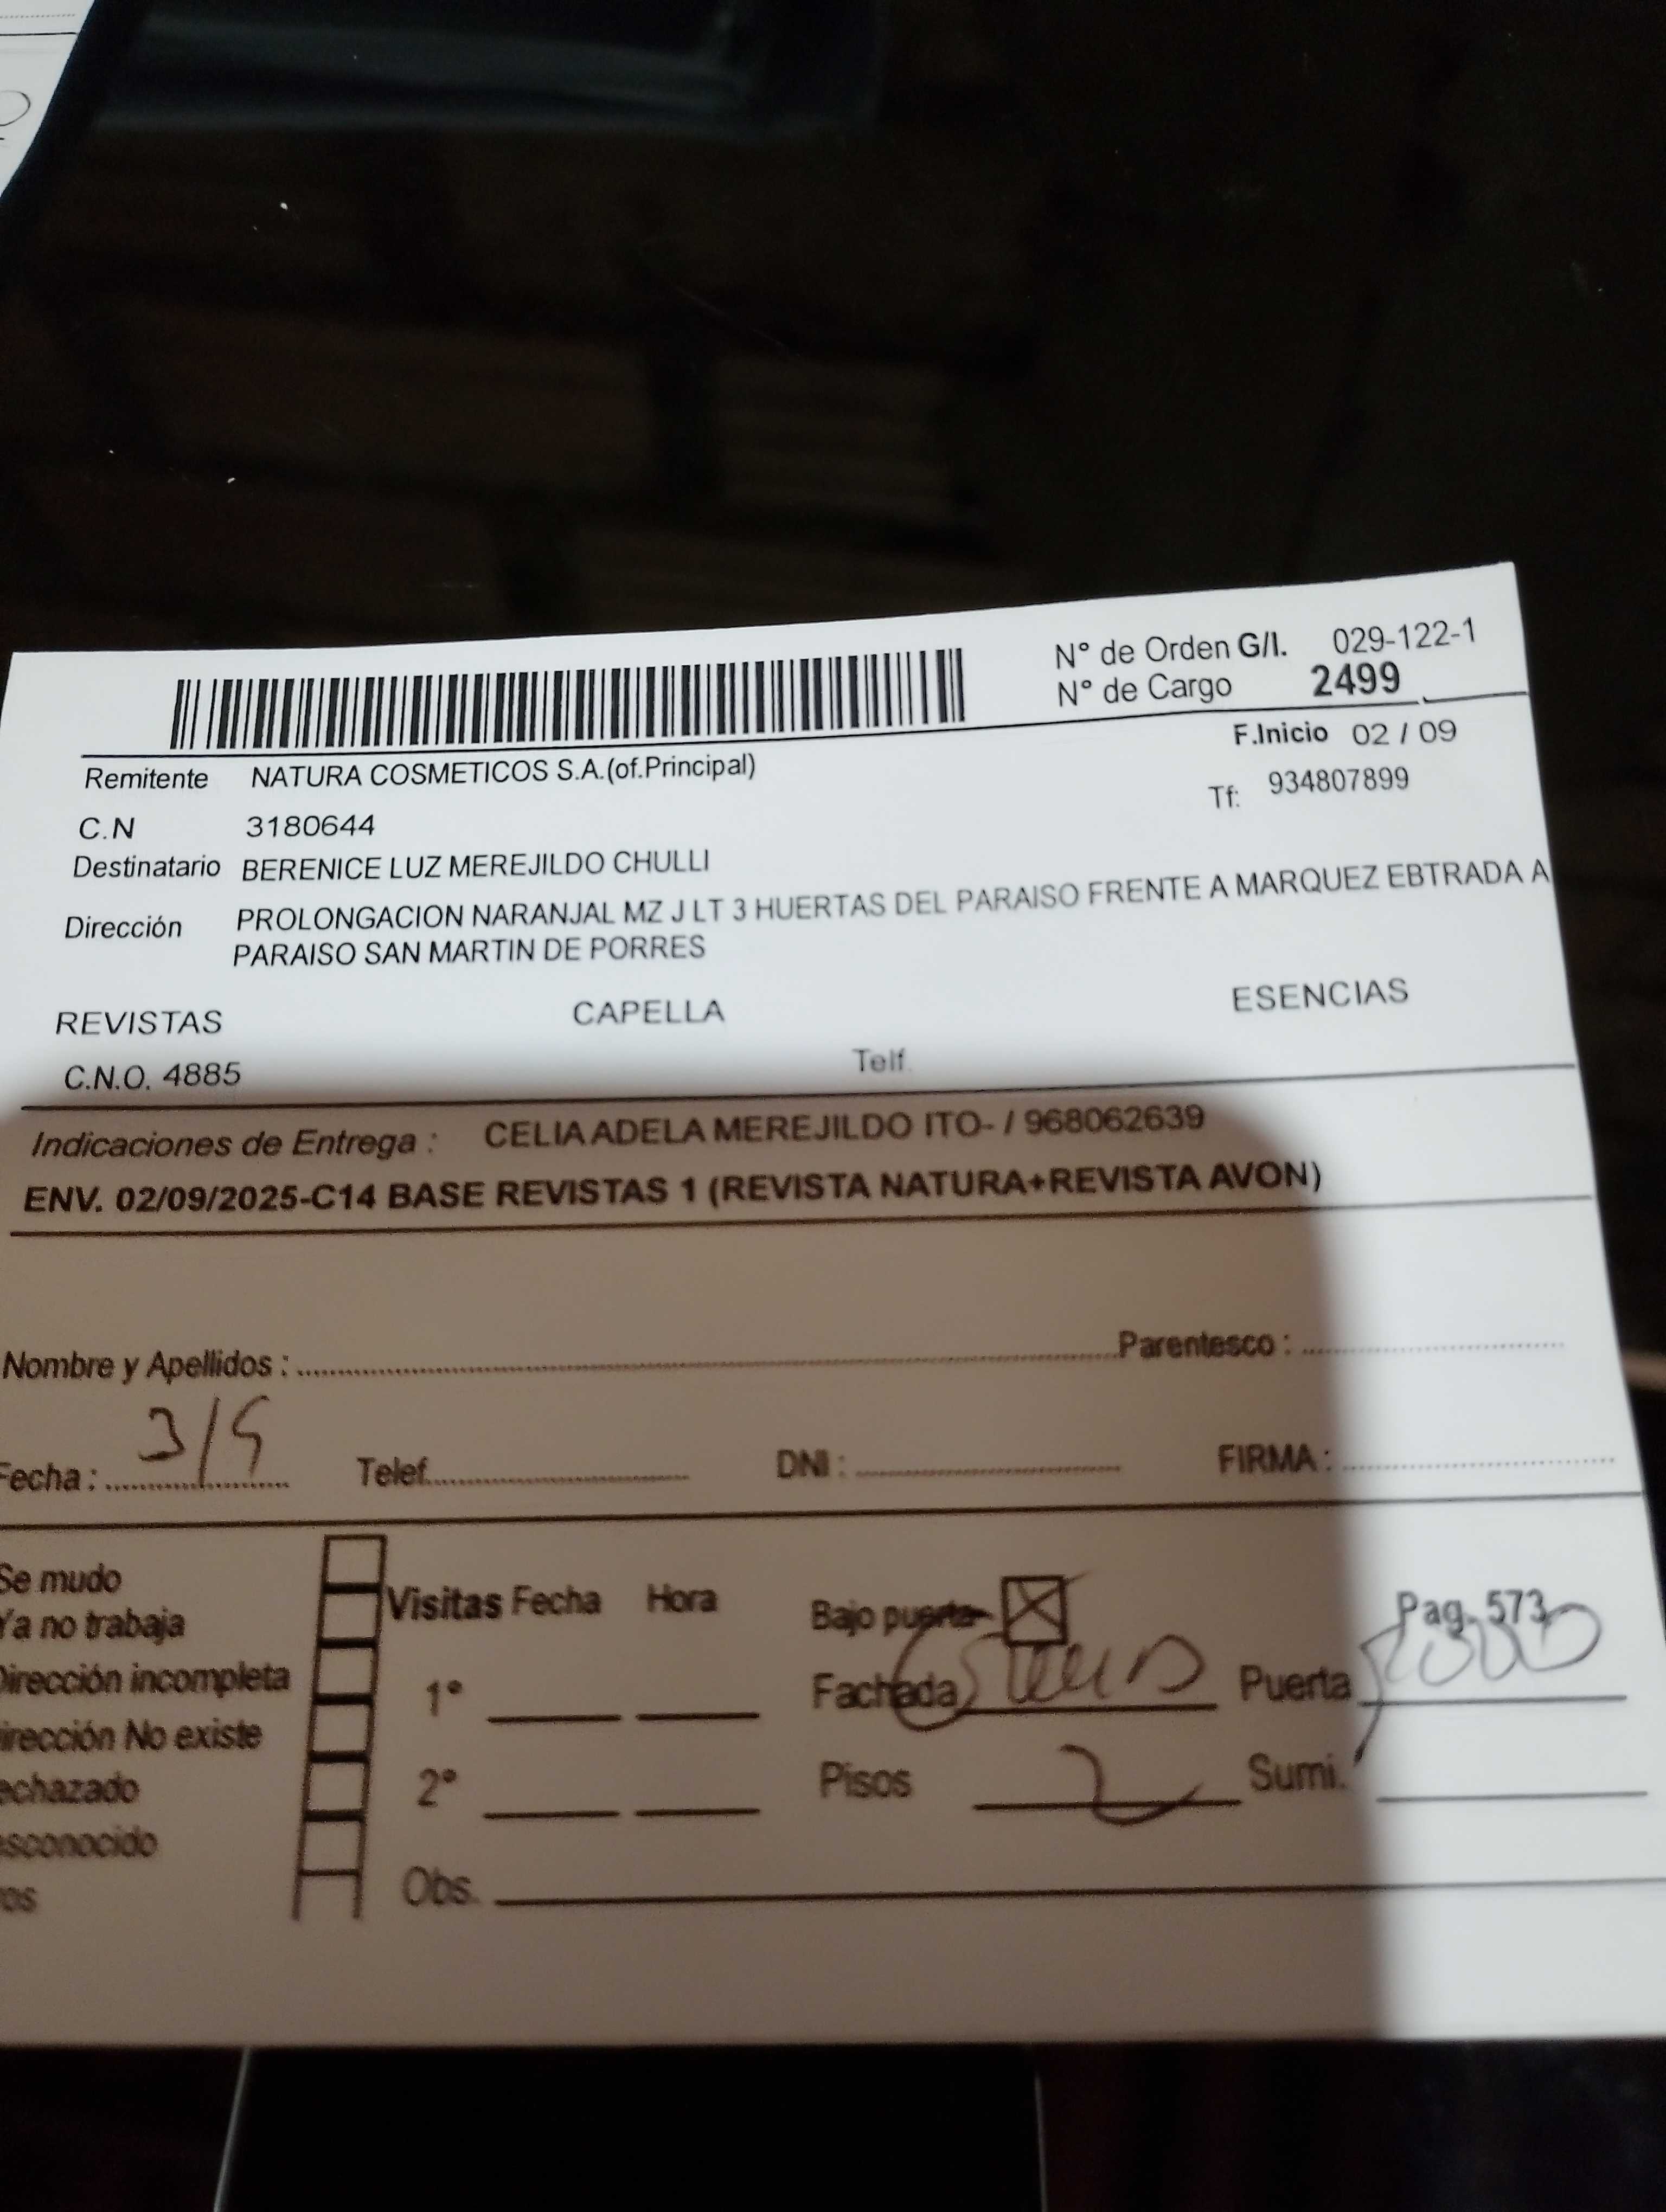 N° de Orden G/I. 029-122-1
N° de Cargo 2499
F.Inicio 02 / 09
Remitente NATURA COSMETICOS S.A.(of.Principal)
Tf: 934807899
C.N 3180644
Destinatario BERENICE LUZ MEREJILDO CHULLI
Dirección PROLONGACION NARANJAL MZ J LT 3 HUERTAS DEL PARAISO FRENTE A MARQUEZ EBTRADA A
PARAISO SAN MARTIN DE PORRES
REVISTAS CAPELLA ESENCIAS
C.N.O. 4885 Telf.
Indicaciones de Entrega : CELIA ADELA MEREJILDO ITO- / 968062639
ENV. 02/09/2025-C14 BASE REVISTAS 1 (REVISTA NATURA+REVISTA AVON)
Nombre y Apellidos : Parentesco :
Fecha : 3/9 Telef. DNI : FIRMA :
Se mudo
Ya no trabaja
Dirección incompleta
irección No existe
echazado
sconocido
os
Visitas Fecha Hora
1°
2°
Obs.
Bajo puerta Pag. 573
Fachada Puerta
Pisos 2 Sumi.